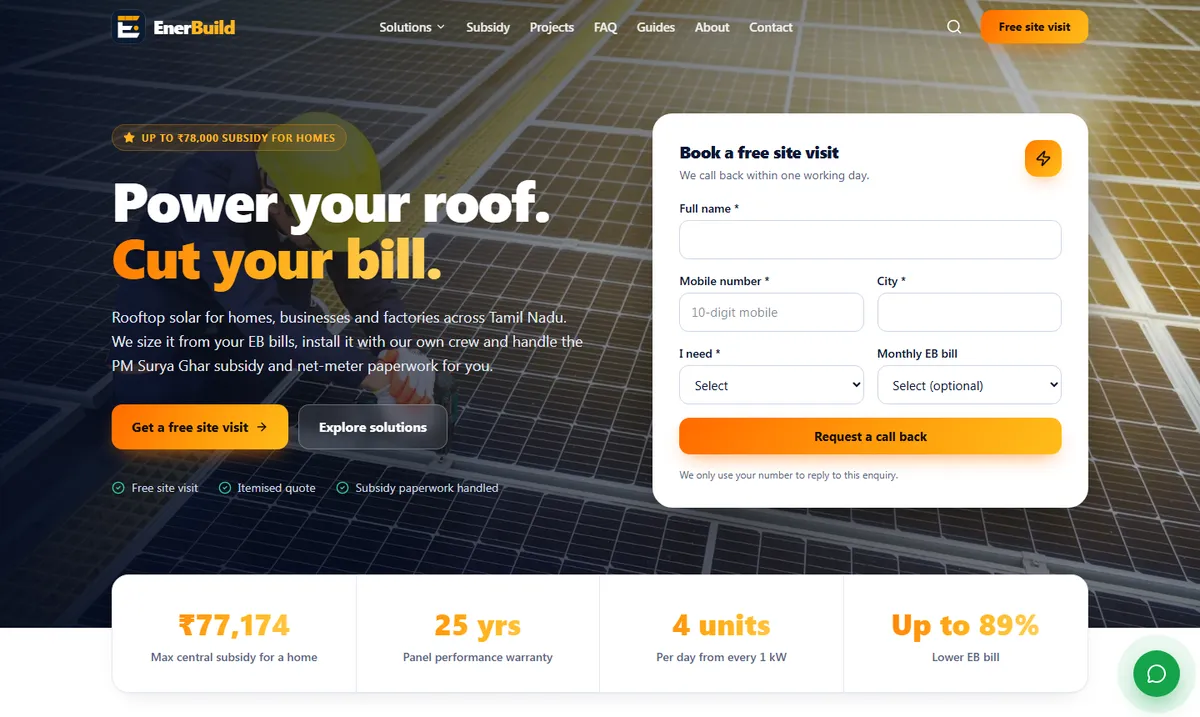 EnerBuild
Solutions
Subsidy
Projects
FAQ
Guides
About
Contact
Free site visit
UP TO ₹78,000 SUBSIDY FOR HOMES
Power your roof.
Cut your bill.
Rooftop solar for homes, businesses and factories across Tamil Nadu.
We size it from your EB bills, install it with our own crew and handle the
PM Surya Ghar subsidy and net-meter paperwork for you.
Get a free site visit →
Explore solutions
Free site visit
Itemised quote
Subsidy paperwork handled
Book a free site visit
We call back within one working day.
Full name *
Mobile number *
City *
10-digit mobile
I need *
Monthly EB bill
Select
Select (optional)
Request a call back
We only use your number to reply to this enquiry.
₹77,174
Max central subsidy for a home
25 yrs
Panel performance warranty
4 units
Per day from every 1 kW
Up to 89%
Lower EB bill